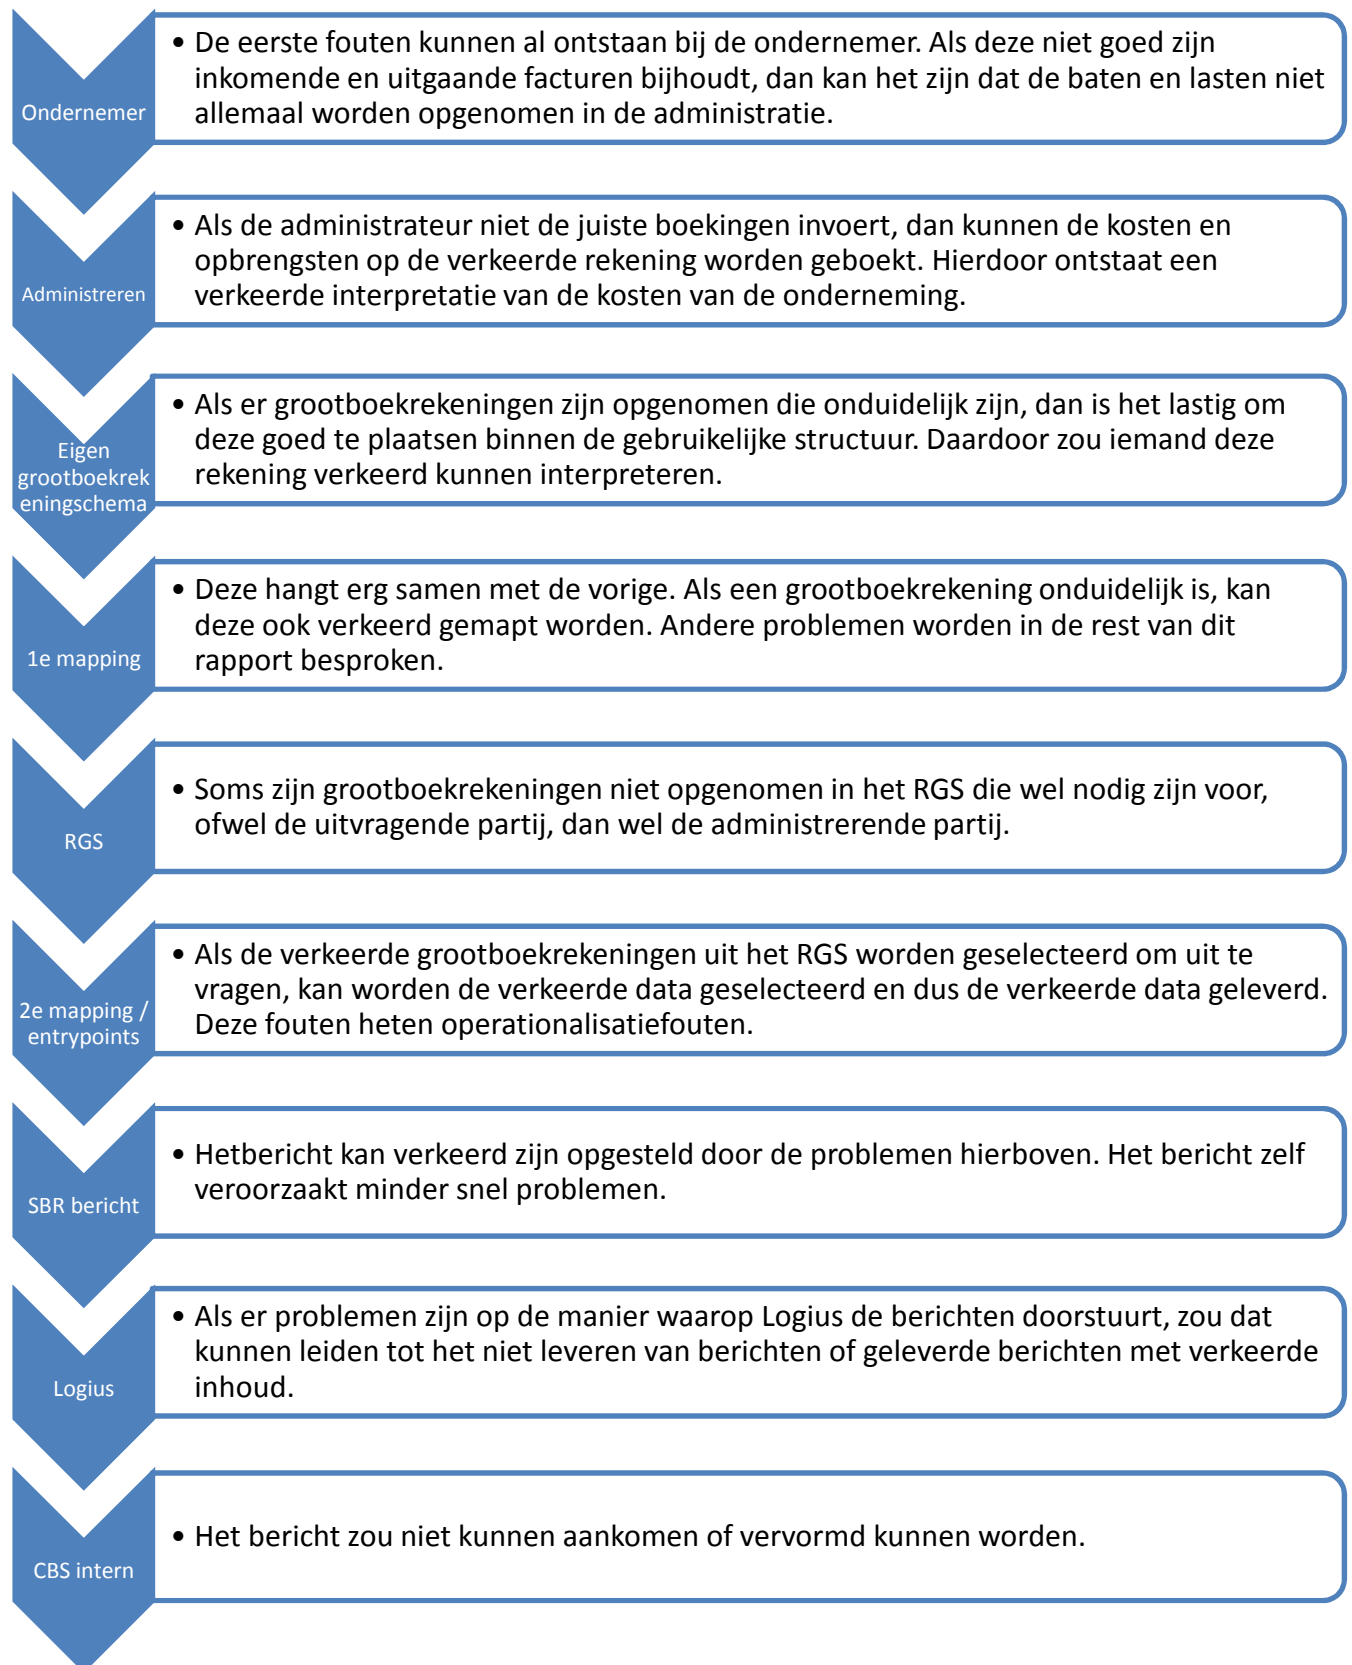 Ondernemer
• De eerste fouten kunnen al ontstaan bij de ondernemer. Als deze niet goed zijn
inkomende en uitgaande facturen bijhoudt, dan kan het zijn dat de baten en lasten niet
allemaal worden opgenomen in de administratie.
Administreren
• Als de administrateur niet de juiste boekingen invoert, dan kunnen de kosten en
opbrengsten op de verkeerde rekening worden geboekt. Hierdoor ontstaat een
verkeerde interpretatie van de kosten van de onderneming.
Eigen
grootboekrek
eningschema
• Als er grootboekrekeningen zijn opgenomen die onduidelijk zijn, dan is het lastig om
deze goed te plaatsen binnen de gebruikelijke structuur. Daardoor zou iemand deze
rekening verkeerd kunnen interpreteren.
1e mapping
• Deze hangt erg samen met de vorige. Als een grootboekrekening onduidelijk is, kan
deze ook verkeerd gemapt worden. Andere problemen worden in de rest van dit
rapport besproken.
RGS
• Soms zijn grootboekrekeningen niet opgenomen in het RGS die wel nodig zijn voor,
ofwel de uitvragende partij, dan wel de administrerende partij.
2e mapping /
entrypoints
• Als de verkeerde grootboekrekeningen uit het RGS worden geselecteerd om uit te
vragen, kan worden de verkeerde data geselecteerd en dus de verkeerde data geleverd.
Deze fouten heten operationalisatiefouten.
SBR bericht
• Hetbericht kan verkeerd zijn opgesteld door de problemen hierboven. Het bericht zelf
veroorzaakt minder snel problemen.
Logius
• Als er problemen zijn op de manier waarop Logius de berichten doorstuurt, zou dat
kunnen leiden tot het niet leveren van berichten of geleverde berichten met verkeerde
inhoud.
CBS intern
• Het bericht zou niet kunnen aankomen of vervormd kunnen worden.